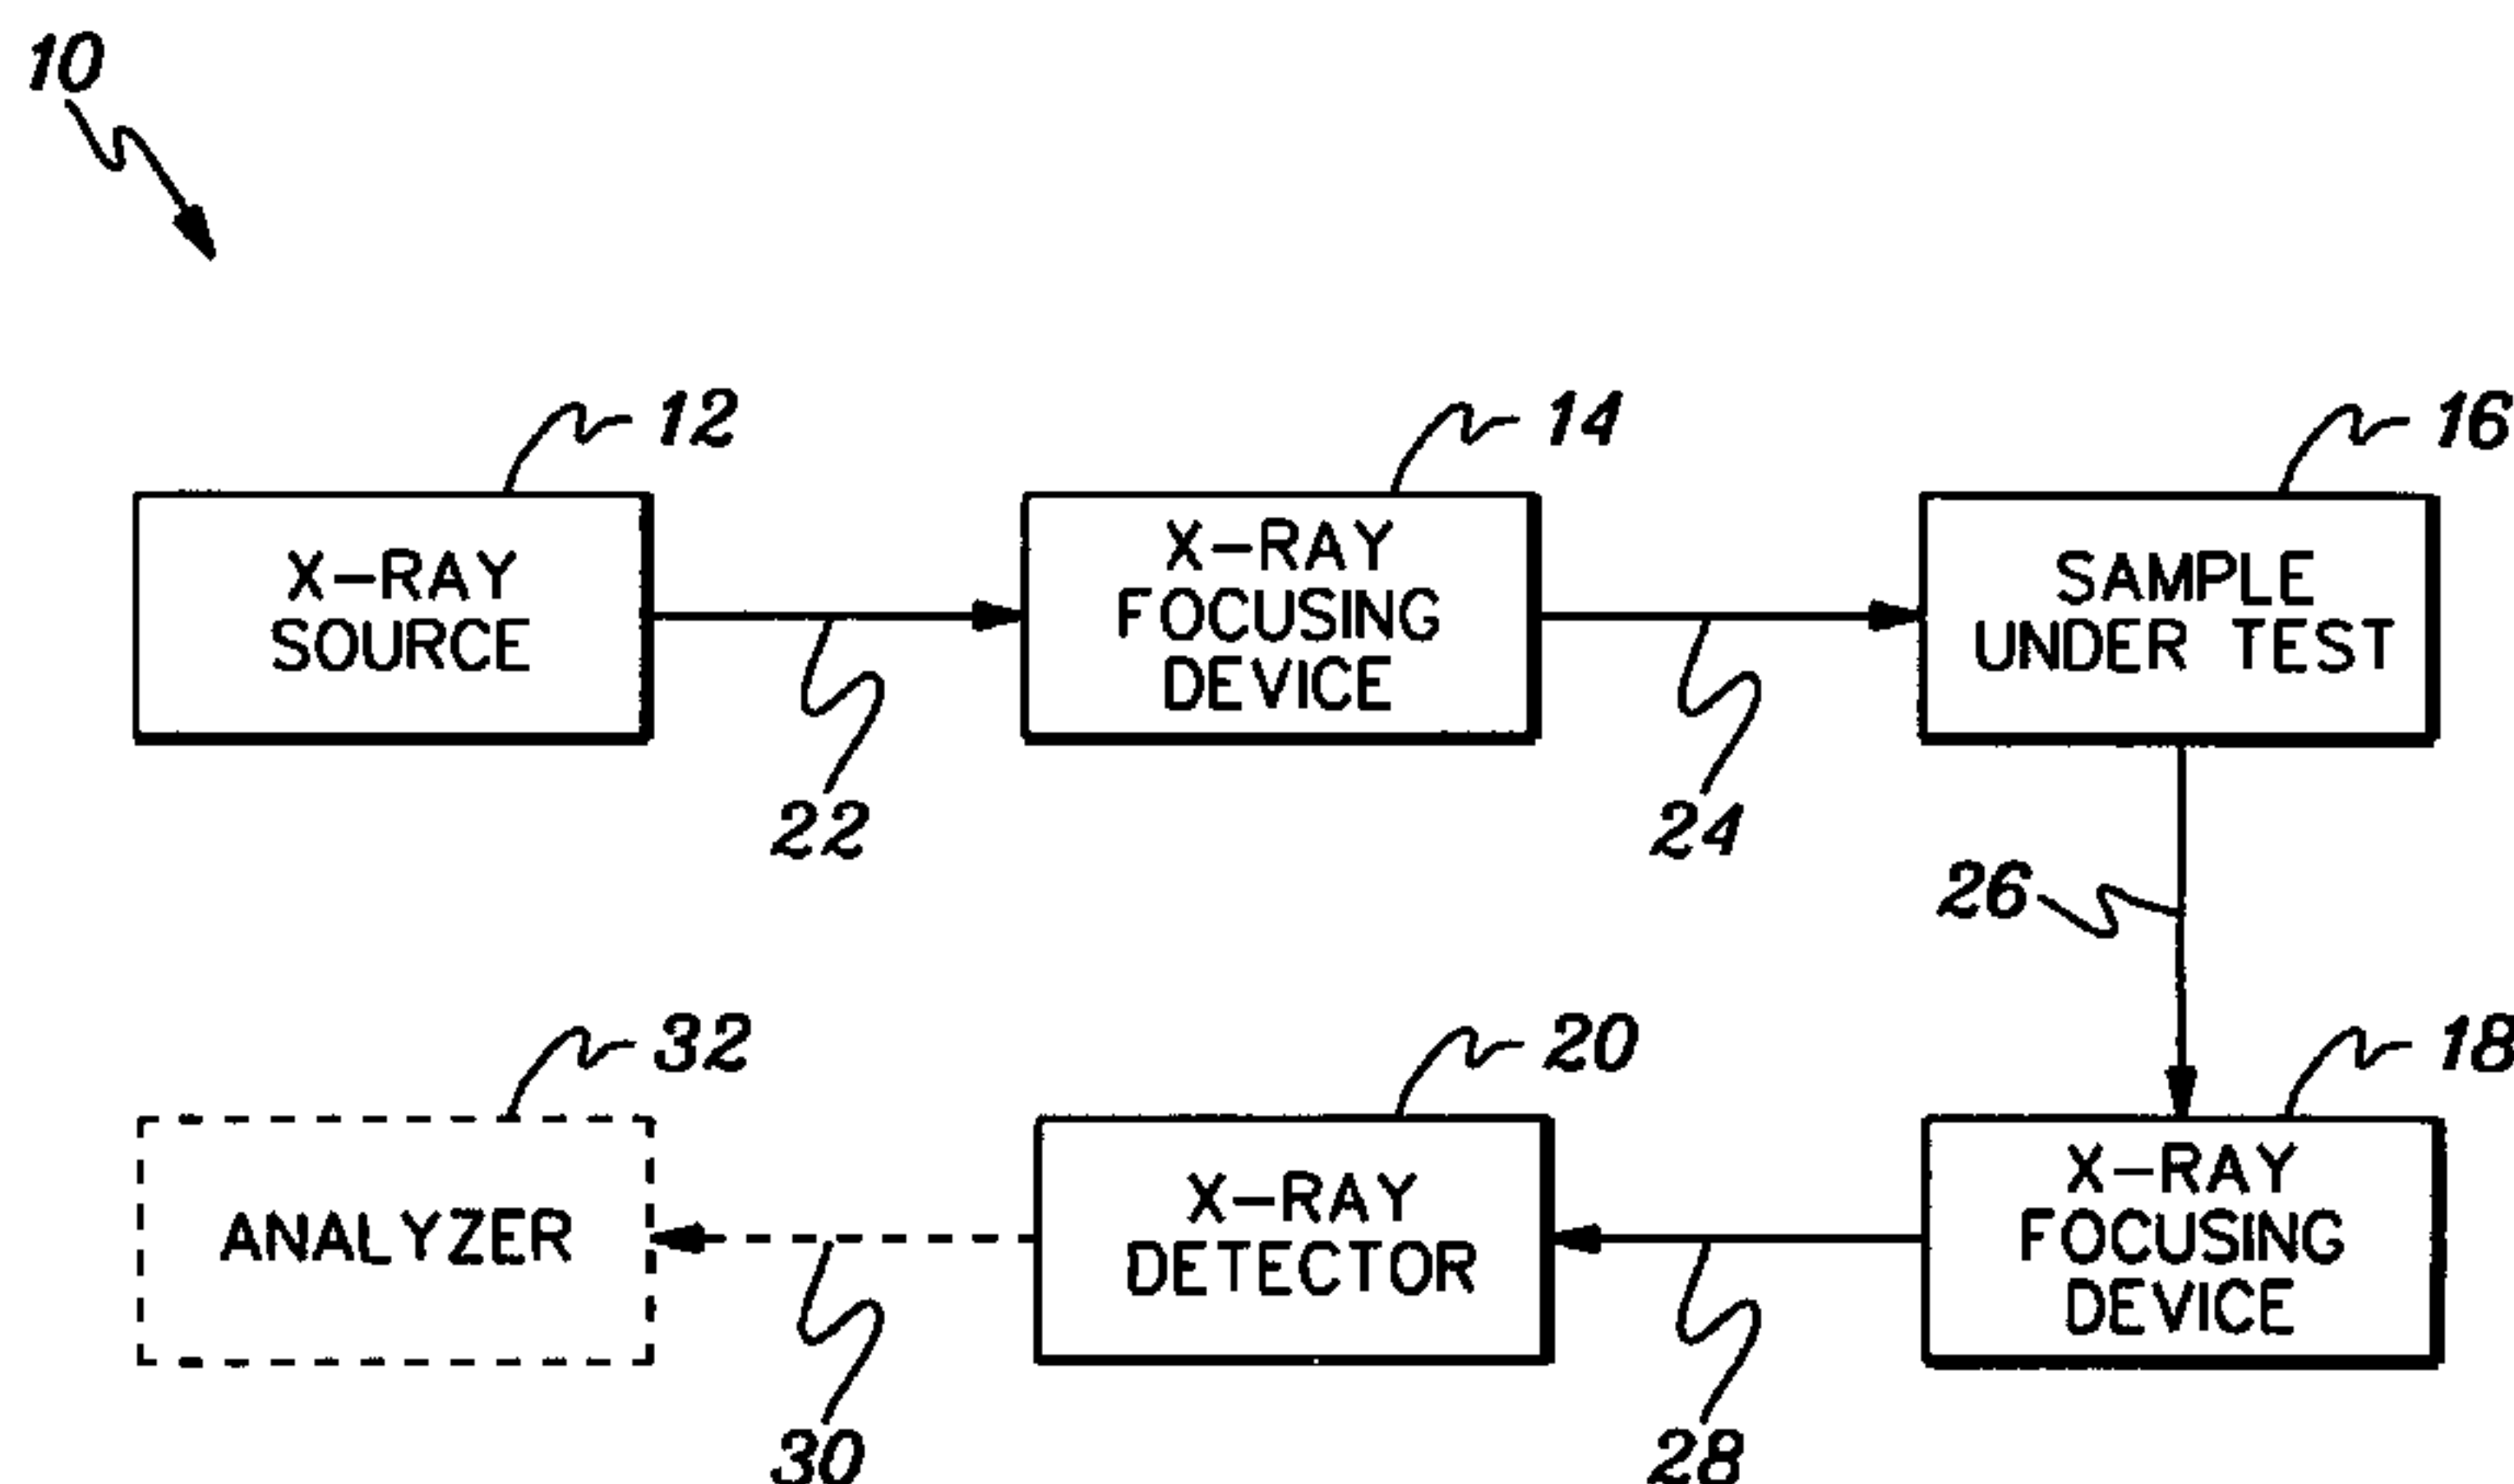 10
12
14
16
X-RAY
SOURCE
X-RAY
FOCUSING
DEVICE
SAMPLE
UNDER TEST
22
24
26
32
20
18
ANALYZER
X-RAY
DETECTOR
X-RAY
FOCUSING
DEVICE
30
28